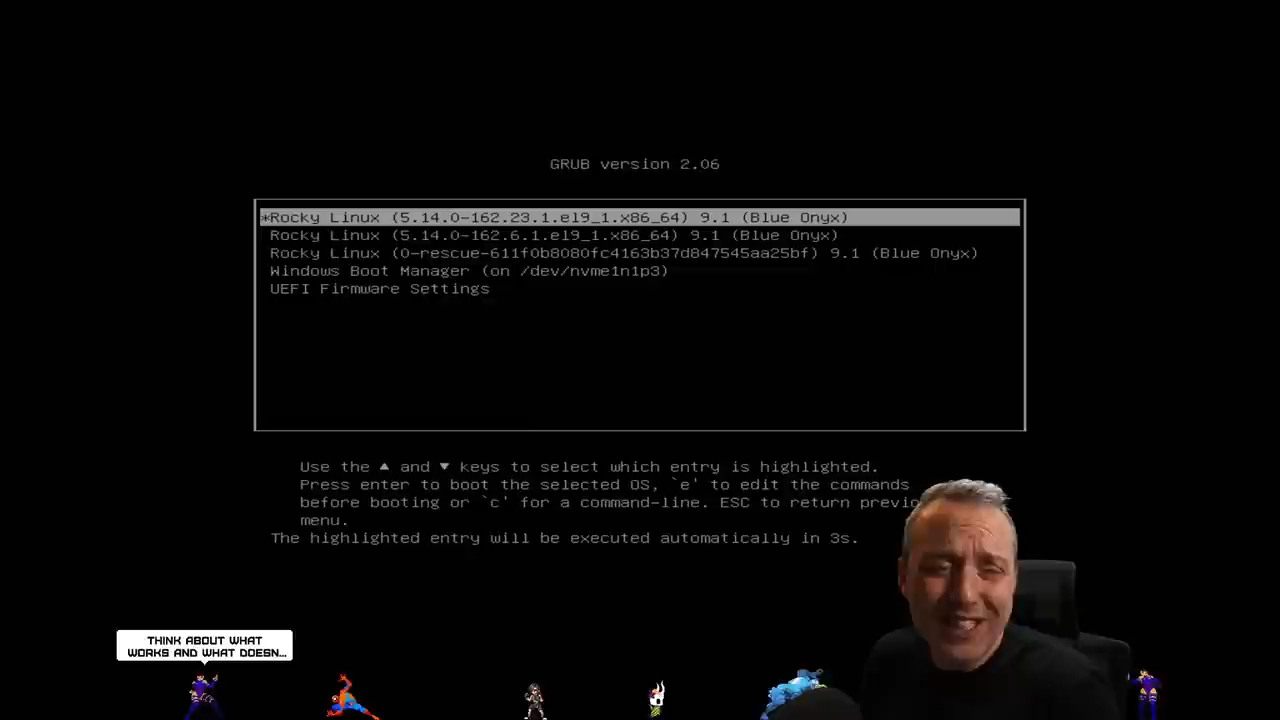 GRUB version 2.06
*Rocky Linux (5.14.0-162.23.1.el9_1.x86_64) 9.1 (Blue Onyx)
Rocky Linux (5.14.0-162.6.1.el9_1.x86_64) 9.1 (Blue Onyx)
Rocky Linux (0-rescue-611f0b8080fc4163b37d847545aa25bf) 9.1 (Blue Onyx)
Windows Boot Manager (on /dev/nvme1n1p3)
UEFI Firmware Settings
Use the ▲ and ▼ keys to select which entry is highlighted.
Press enter to boot the selected OS, `e' to edit the commands
before booting or `c' for a command-line. ESC to return previo
menu.
The highlighted entry will be executed automatically in 3s.
THINK ABOUT WHAT
WORKS AND WHAT DOESN...